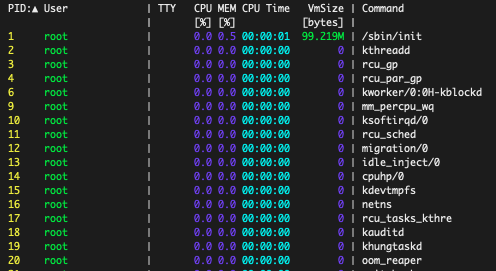 PID:▲ User | TTY CPU MEM CPU Time VmSize | Command
| [%] [%] [bytes] |
1 root | 0.0 0.5 00:00:01 99.219M | /sbin/init
2 root | 0.0 0.0 00:00:00 0 | kthreadd
3 root | 0.0 0.0 00:00:00 0 | rcu_gp
4 root | 0.0 0.0 00:00:00 0 | rcu_par_gp
6 root | 0.0 0.0 00:00:00 0 | kworker/0:0H-kblockd
9 root | 0.0 0.0 00:00:00 0 | mm_percpu_wq
10 root | 0.0 0.0 00:00:00 0 | ksoftirqd/0
11 root | 0.0 0.0 00:00:00 0 | rcu_sched
12 root | 0.0 0.0 00:00:00 0 | migration/0
13 root | 0.0 0.0 00:00:00 0 | idle_inject/0
14 root | 0.0 0.0 00:00:00 0 | cpuhp/0
15 root | 0.0 0.0 00:00:00 0 | kdevtmpfs
16 root | 0.0 0.0 00:00:00 0 | netns
17 root | 0.0 0.0 00:00:00 0 | rcu_tasks_kthre
18 root | 0.0 0.0 00:00:00 0 | kauditd
19 root | 0.0 0.0 00:00:00 0 | khungtaskd
20 root | 0.0 0.0 00:00:00 0 | oom_reaper